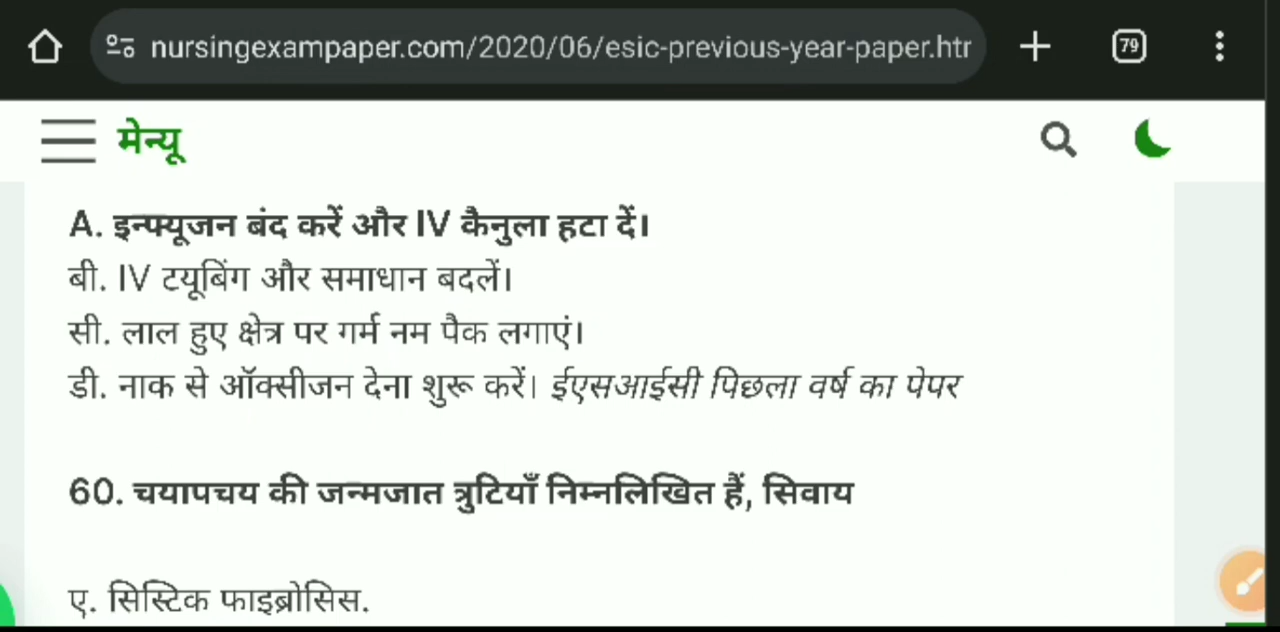 nursingexampaper.com/2020/06/esic-previous-year-paper.htr
79
मेन्यू
A. इन्फ्यूजन बंद करें और IV कैनुला हटा दें।
बी. IV टयूबिंग और समाधान बदलें।
सी. लाल हुए क्षेत्र पर गर्म नम पैक लगाएं।
डी. नाक से ऑक्सीजन देना शुरू करें। ईएसआईसी पिछला वर्ष का पेपर
60. चयापचय की जन्मजात त्रुटियाँ निम्नलिखित हैं, सिवाय
ए. सिस्टिक फाइब्रोसिस.